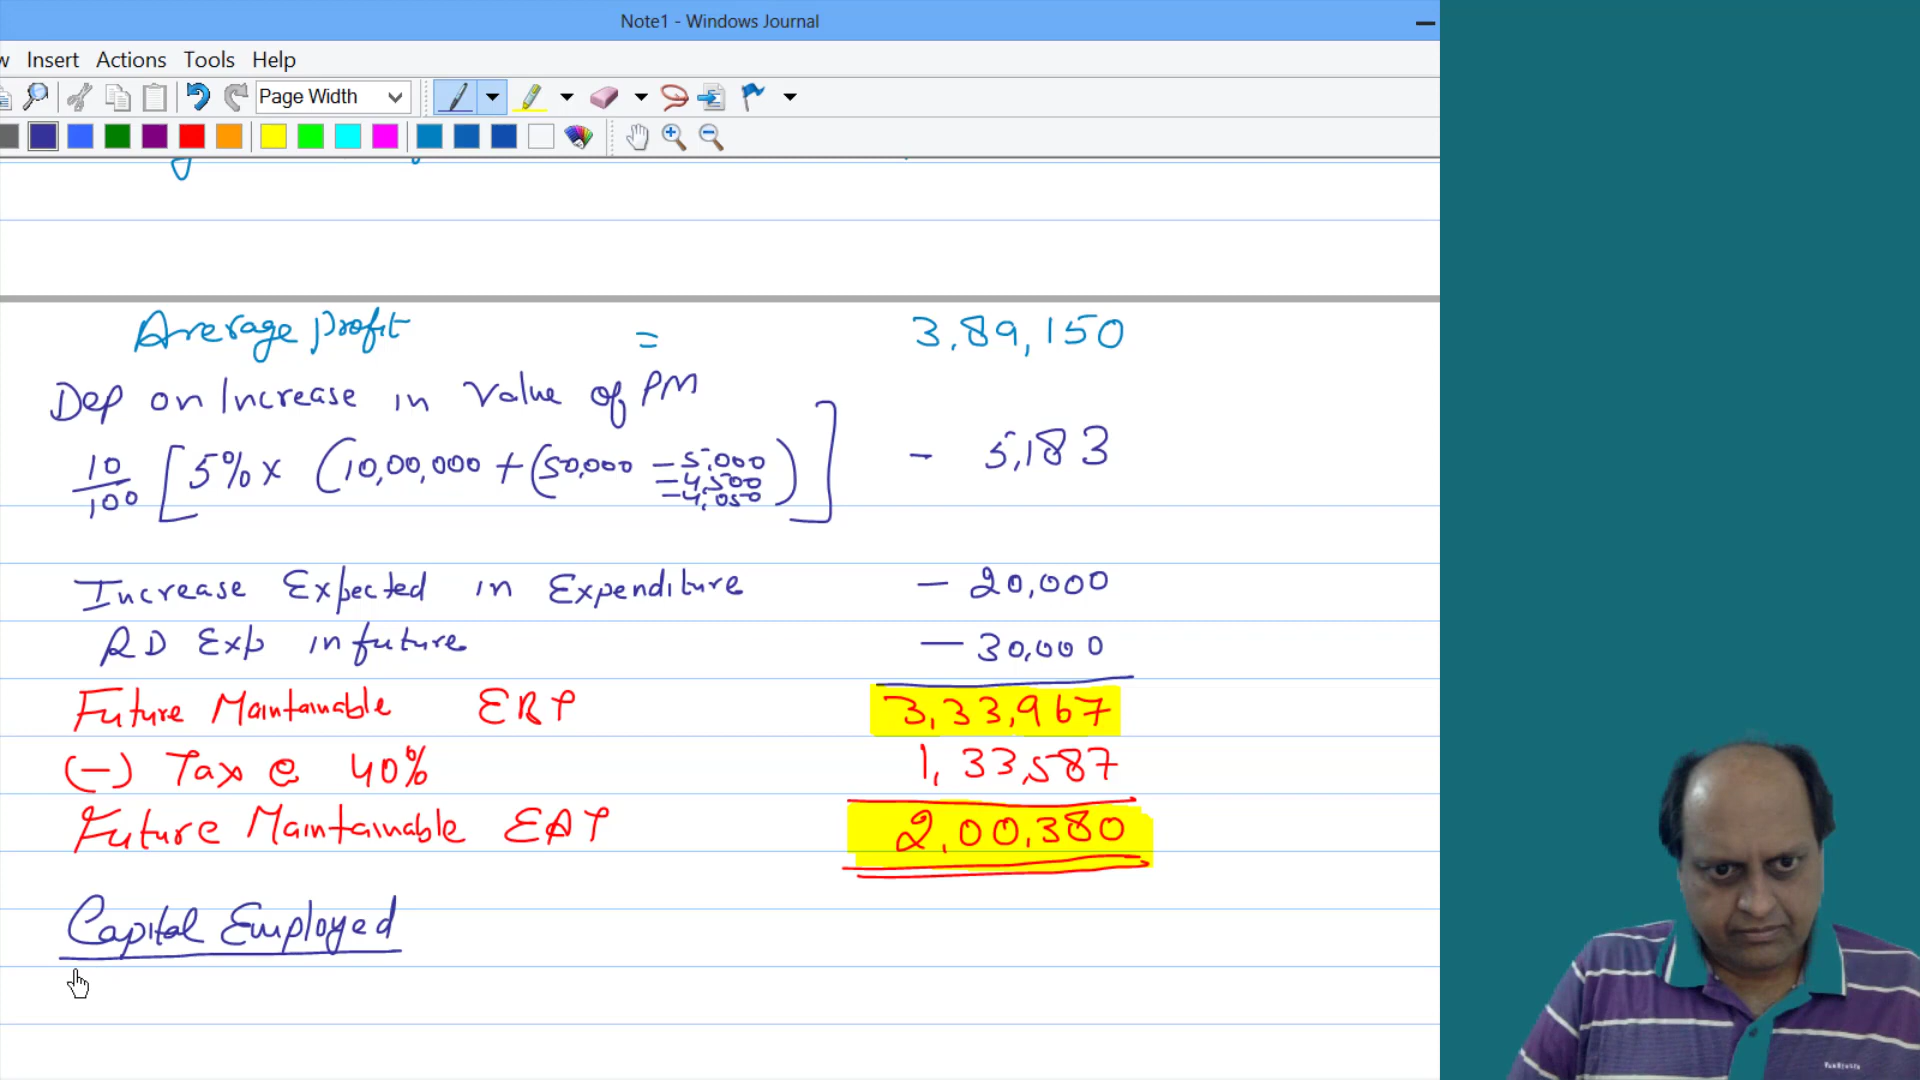 Note1 - Windows Journal
w Insert Actions Tools Help
Page Width
Average profit = 3,89,150
Dep on Increase in Value of PM
10/100 [5% x (10,00,000 + (50,000 - 5,000 - 4,500 - 4,050)] - 5,183
Increase Expected in Expenditure - 20,000
RD Exp in future - 30,000
Future Maintainable EBT 3,33,967
(-) Tax @ 40% 1,33,587
Future Maintainable EAT 2,00,380
Capital Employed